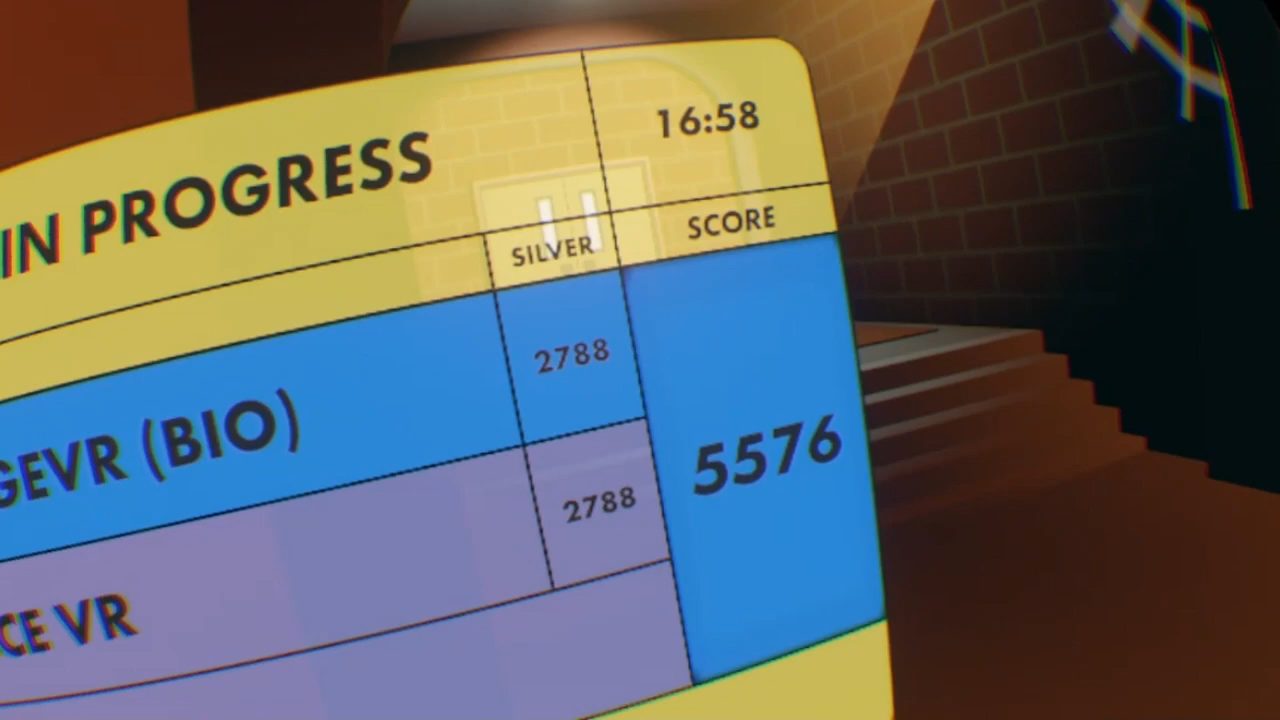 IN PROGRESS
16:58
SILVER
SCORE
GEVR (BIO)
2788
5576
2788
CE VR